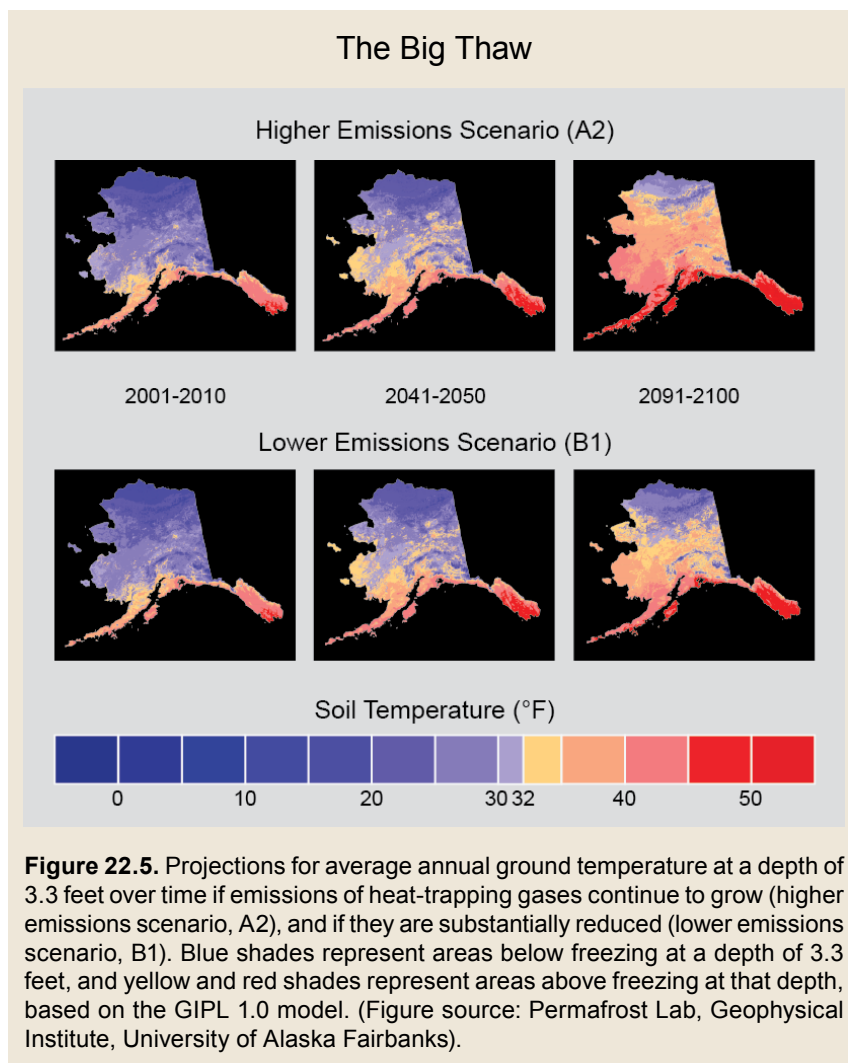 The Big Thaw
Higher Emissions Scenario (A2)
2001-2010 2041-2050 2091-2100
Lower Emissions Scenario (B1)
Soil Temperature (°F)
0 10 20 30 32 40 50
Figure 22.5. Projections for average annual ground temperature at a depth of
3.3 feet over time if emissions of heat-trapping gases continue to grow (higher
emissions scenario, A2), and if they are substantially reduced (lower emissions
scenario, B1). Blue shades represent areas below freezing at a depth of 3.3
feet, and yellow and red shades represent areas above freezing at that depth,
based on the GIPL 1.0 model. (Figure source: Permafrost Lab, Geophysical
Institute, University of Alaska Fairbanks).